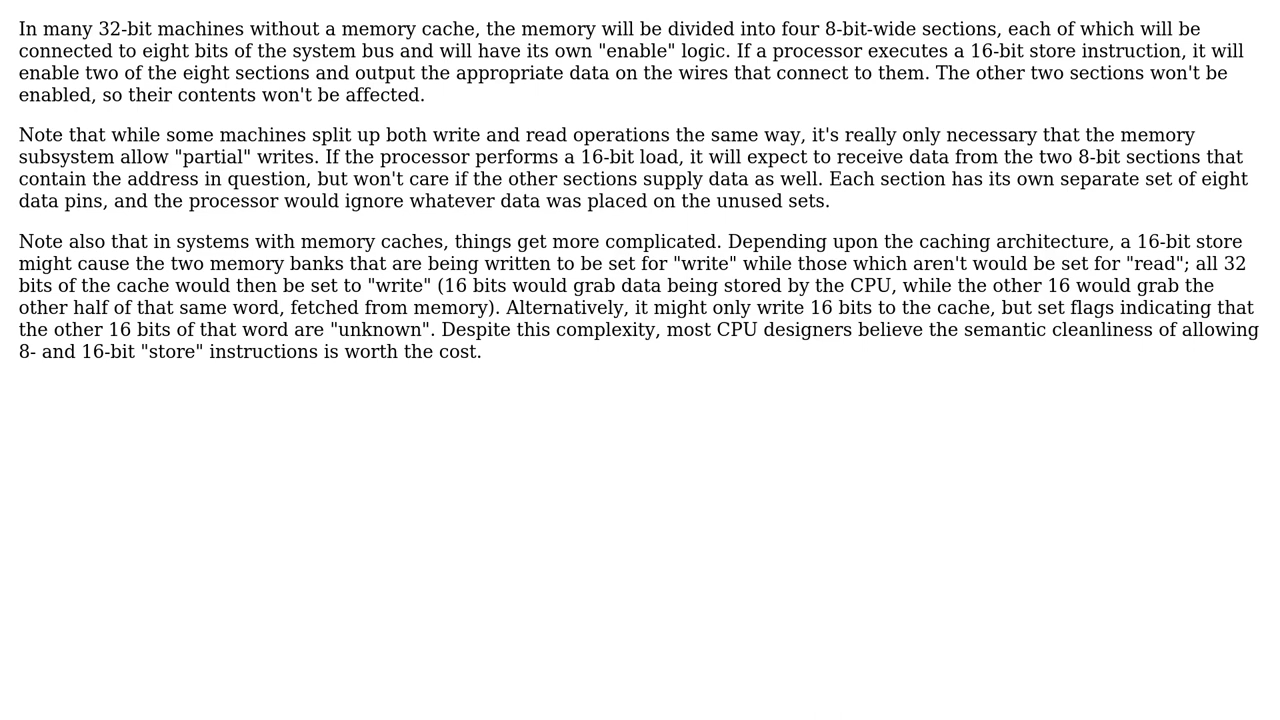 In many 32-bit machines without a memory cache, the memory will be divided into four 8-bit-wide sections, each of which will be
connected to eight bits of the system bus and will have its own "enable" logic. If a processor executes a 16-bit store instruction, it will
enable two of the eight sections and output the appropriate data on the wires that connect to them. The other two sections won't be
enabled, so their contents won't be affected.
Note that while some machines split up both write and read operations the same way, it's really only necessary that the memory
subsystem allow "partial" writes. If the processor performs a 16-bit load, it will expect to receive data from the two 8-bit sections that
contain the address in question, but won't care if the other sections supply data as well. Each section has its own separate set of eight
data pins, and the processor would ignore whatever data was placed on the unused sets.
Note also that in systems with memory caches, things get more complicated. Depending upon the caching architecture, a 16-bit store
might cause the two memory banks that are being written to be set for "write" while those which aren't would be set for "read"; all 32
bits of the cache would then be set to "write" (16 bits would grab data being stored by the CPU, while the other 16 would grab the
other half of that same word, fetched from memory). Alternatively, it might only write 16 bits to the cache, but set flags indicating that
the other 16 bits of that word are "unknown". Despite this complexity, most CPU designers believe the semantic cleanliness of allowing
8- and 16-bit "store" instructions is worth the cost.